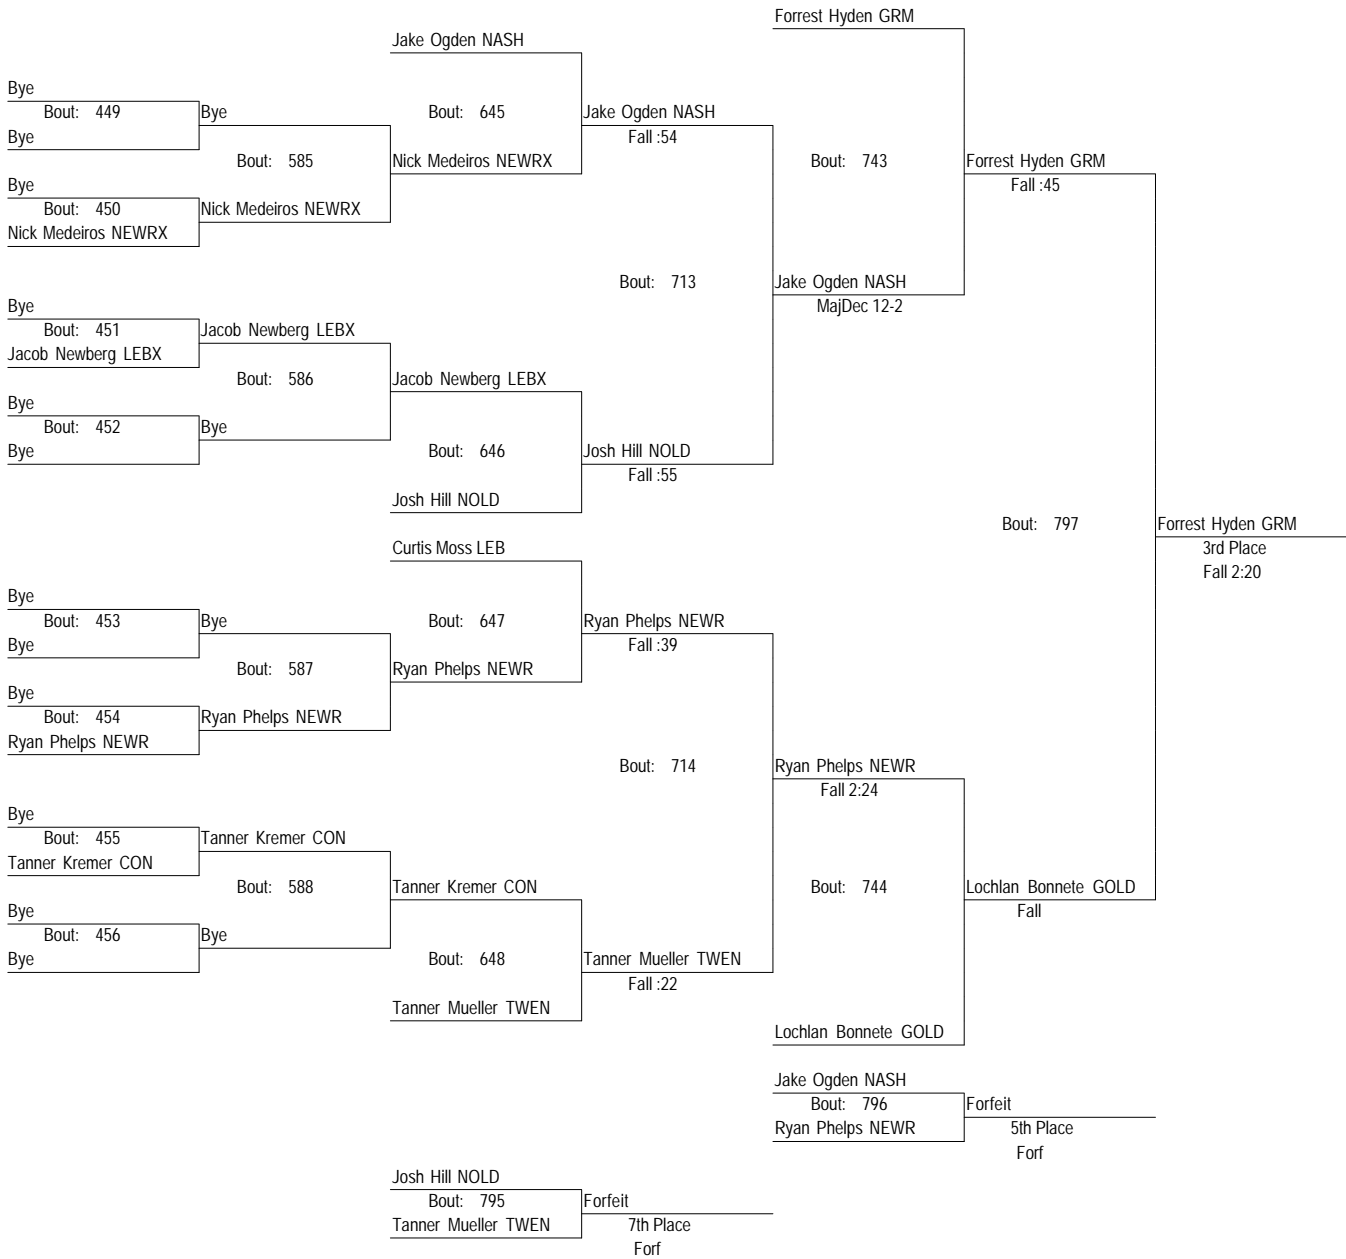 Forrest Hyden GRM
Jake Ogden NASH
Bye
Bout: 449
Bye
Bout: 645
Jake Ogden NASH
Bye
Fall :54
Bout: 585
Nick Medeiros NEWRX
Bout: 743
Forrest Hyden GRM
Bye
Fall :45
Bout: 450
Nick Medeiros NEWRX
Nick Medeiros NEWRX
Bout: 713
Jake Ogden NASH
Bye
MajDec 12-2
Bout: 451
Jacob Newberg LEBX
Jacob Newberg LEBX
Bout: 586
Jacob Newberg LEBX
Bye
Bout: 452
Bye
Bye
Bout: 646
Josh Hill NOLD
Fall :55
Josh Hill NOLD
Bout: 797
Forrest Hyden GRM
3rd Place
Fall 2:20
Curtis Moss LEB
Bye
Bout: 453
Bye
Bout: 647
Ryan Phelps NEWR
Bye
Fall :39
Bout: 587
Ryan Phelps NEWR
Bye
Bout: 454
Ryan Phelps NEWR
Ryan Phelps NEWR
Bout: 714
Ryan Phelps NEWR
Fall 2:24
Bye
Bout: 455
Tanner Kremer CON
Tanner Kremer CON
Bout: 588
Tanner Kremer CON
Bout: 744
Lochlan Bonnete GOLD
Fall
Bye
Bout: 456
Bye
Bye
Bout: 648
Tanner Mueller TWEN
Fall :22
Tanner Mueller TWEN
Lochlan Bonnete GOLD
Jake Ogden NASH
Bout: 796
Forfeit
Ryan Phelps NEWR
5th Place
Forf
Josh Hill NOLD
Bout: 795
Forfeit
Tanner Mueller TWEN
7th Place
Forf